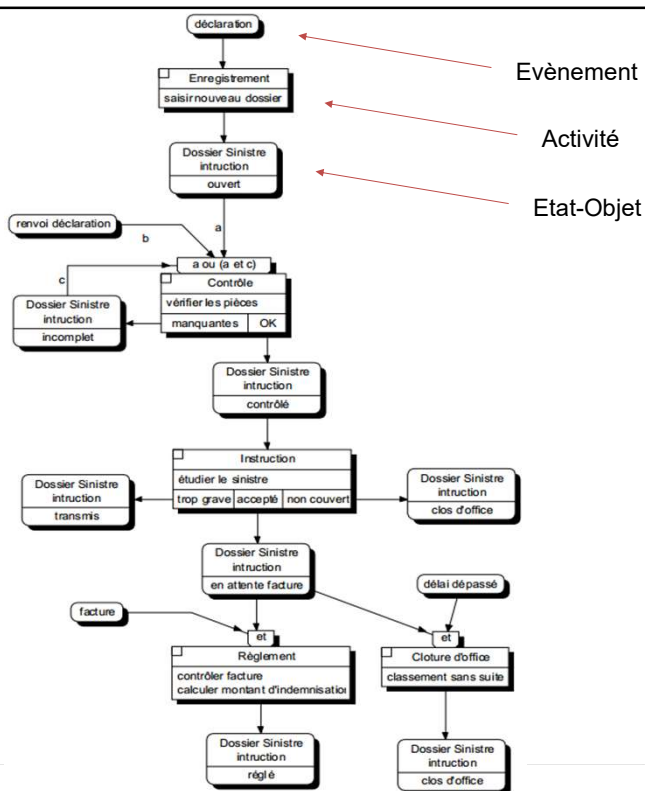 déclaration
Evènement
Enregistrement
saisir nouveau dossier
Activité
Dossier Sinistre
intruction
ouvert
Etat-Objet
renvoi déclaration
a
b
a ou (a et c)
c
Contrôle
vérifier les pièces
manquantes
OK
Dossier Sinistre
intruction
incomplet
Dossier Sinistre
intruction
contrôlé
Instruction
étudier le sinistre
trop grave
accepté
non couvert
Dossier Sinistre
intruction
transmis
Dossier Sinistre
intruction
clos d'office
Dossier Sinistre
intruction
en attente facture
délai dépassé
facture
et
et
Règlement
contrôler facture
calculer montant d'indemnisation
Cloture d'office
classement sans suite
Dossier Sinistre
intruction
réglé
Dossier Sinistre
intruction
clos d'office